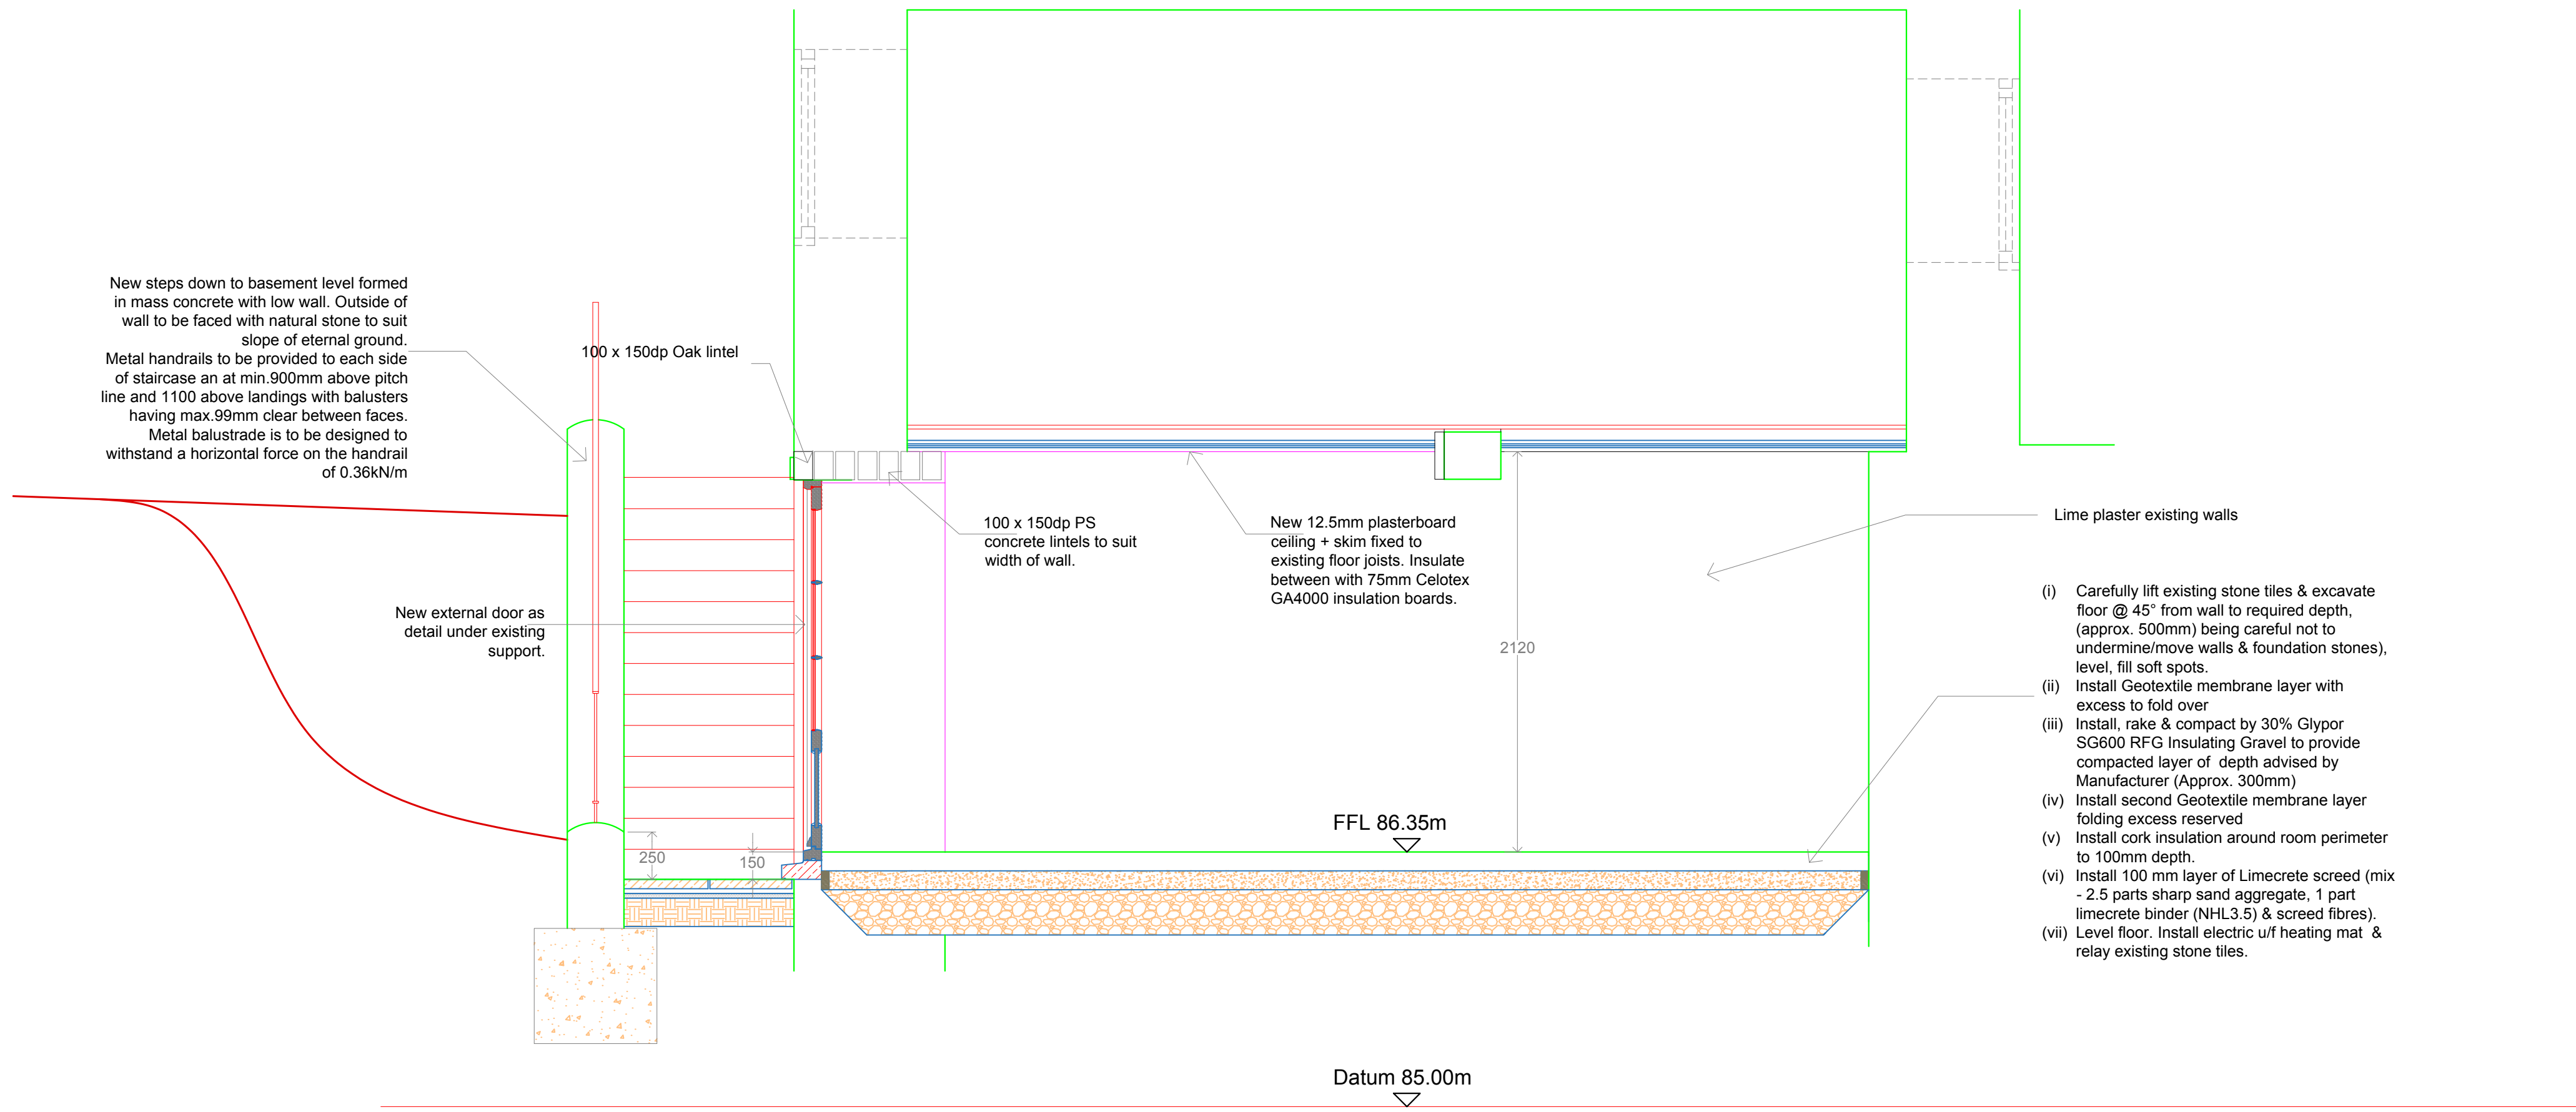 New steps down to basement level formed
in mass concrete with low wall. Outside of
wall to be faced with natural stone to suit
slope of eternal ground.
Metal handrails to be provided to each side
of staircase an at min.900mm above pitch
line and 1100 above landings with balusters
having max.99mm clear between faces.
Metal balustrade is to be designed to
withstand a horizontal force on the handrail
of 0.36kN/m
100 x 150dp Oak lintel
100 x 150dp PS
concrete lintels to suit
width of wall.
New 12.5mm plasterboard
ceiling + skim fixed to
existing floor joists. Insulate
between with 75mm Celotex
GA4000 insulation boards.
Lime plaster existing walls
New external door as
detail under existing
support.
2120
(i) Carefully lift existing stone tiles & excavate
floor @ 45° from wall to required depth,
(approx. 500mm) being careful not to
undermine/move walls & foundation stones),
level, fill soft spots.
(ii) Install Geotextile membrane layer with
excess to fold over
(iii) Install, rake & compact by 30% Glypor
SG600 RFG Insulating Gravel to provide
compacted layer of depth advised by
Manufacturer (Approx. 300mm)
(iv) Install second Geotextile membrane layer
folding excess reserved
(v) Install cork insulation around room perimeter
to 100mm depth.
(vi) Install 100 mm layer of Limecrete screed (mix
- 2.5 parts sharp sand aggregate, 1 part
limecrete binder (NHL3.5) & screed fibres).
(vii) Level floor. Install electric u/f heating mat &
relay existing stone tiles.
FFL 86.35m
250
150
Datum 85.00m